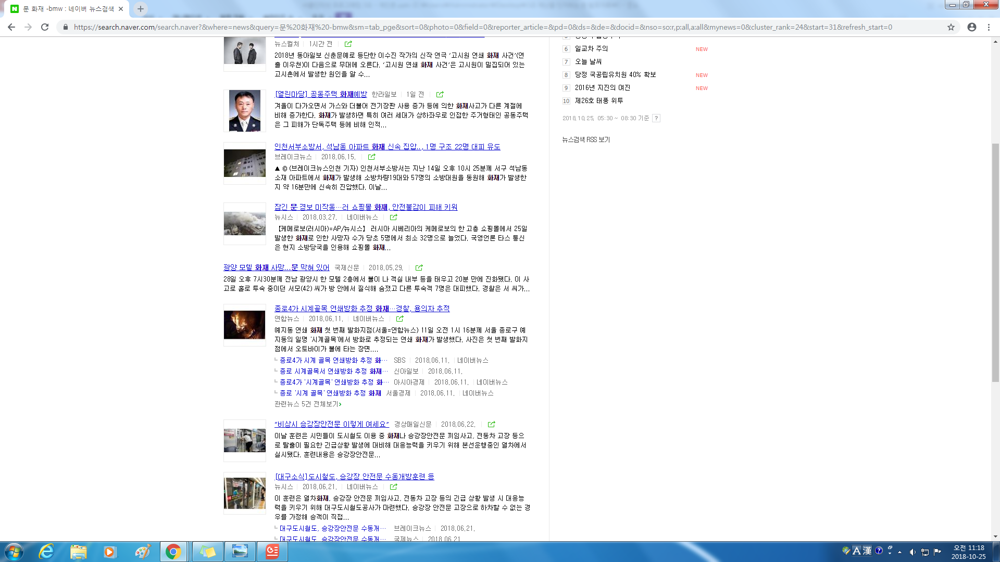 문 화재 -bmw : 네이버 뉴스검색
https://search.naver.com/search.naver?&where=news&query=문%20화재%20-bmw&sm=tab_pge&sort=0&photo=0&field=0&reporter_article=&pd=0&ds=&de=&docid=&nso=so:r,p:all,a:all&mynews=0&cluster_rank=24&start=31&refresh_start=0
뉴스컬처 1시간 전
2018년 동아일보 신춘문예로 등단한 이수진 작가의 신작 연극 ‘고시원 연쇄 화재 사건’(연
출 이우천)이 다음으로 무대에 오른다. ‘고시원 연쇄 화재 사건’은 고시원이 밀집되어 있는
고시촌에서 발생한 원인을 알 수...
[열린마당] 공동주택 화재예방 한라일보 1일 전
겨울이 다가오면서 가스와 더불어 전기장판 사용 증가 등에 의한 화재사고가 다른 계절에
비해 증가한다. 화재가 발생하면 특히 여러 세대가 상하좌우로 인접한 주거형태인 공동주택
은 그 피해가 단독주택 등에 비해 인적...
인천서부소방서, 석남동 아파트 화재 신속 진압..., 1명 구조 22명 대피 유도
브레이크뉴스 2018.06.15.
▲ © (브레이크뉴스인천 기자) 인천서부소방서는 지난 14일 오후 10시 25분께 서구 석남동
소재 아파트에서 화재가 발생해 소방차량19대와 57명의 소방대원을 동원해 화재가 발생한
지 약 16분만에 신속히 진압했다. 이날...
잠긴 문·경보 미작동…러 쇼핑몰 화재, 안전불감이 피해 키워
뉴시스 2018.03.27. 네이버뉴스
【케메로보(러시아)=AP/뉴시스】 러시아 시베리아의 케메로보의 한 고층 쇼핑몰에서 25일
발생한 화재로 인한 사망자 수가 당초 5명에서 최소 32명으로 늘었다. 국영언론 타스 통신
은 현지 소방당국을 인용해 쇼핑몰 화재...
광양 모텔 화재 사망...문 막혀 있어 국제신문 2018.05.29.
28일 오후 7시30분께 전남 광양시 한 모텔 2층에서 불이 나 객실 내부 등을 태우고 20분 만에 진화됐다. 이 사
고로 홀로 투숙 중이던 서모(42) 씨가 방 안에서 질식해 숨졌고 다른 투숙객 7명은 대피했다. 경찰은 서 씨가...
종로4가 시계골목 연쇄방화 추정 화재…경찰, 용의자 추적
연합뉴스 2018.06.11. 네이버뉴스
예지동 연쇄 화재 첫 번째 발화지점(서울=연합뉴스) 11일 오전 1시 16분께 서울 종로구 예
지동의 일명 '시계골목'에서 방화로 추정되는 연쇄 화재가 발생했다. 사진은 첫 번째 발화지
점에서 오토바이가 불에 타는 장면....
종로4가 시계 골목 연쇄방화 추정 화… SBS 2018.06.11. 네이버뉴스
종로 시계골목서 연쇄방화 추정 화재… 신아일보 2018.06.11.
종로4가 '시계골목' 연쇄방화 추정 화… 아시아경제 2018.06.11. 네이버뉴스
종로 '시계 골목' 연쇄방화 추정 화재 서울경제 2018.06.11. 네이버뉴스
관련뉴스 5건 전체보기>
“비상시 승강장안전문 이렇게 여세요” 경상매일신문 2018.06.22.
이날 훈련은 시민들이 도시철도 이용 중 화재나 승강장안전문 끼임사고, 전동차 고장 등으
로 탈출이 필요한 긴급상황 발생에 대비해 대응능력을 키우기 위해 본선운행중인 열차에서
실시됐다. 훈련내용은 승강장안전문...
[대구소식]도시철도, 승강장 안전문 수동개방훈련 등
뉴시스 2018.06.21. 네이버뉴스
이 훈련은 열차화재, 승강장 안전문 끼임사고, 전동차 고장 등의 긴급 상황 발생 시 대응능
력을 키우기 위해 대구도시철도공사가 마련했다. 승강장 안전문 고장으로 하차할 수 없는 경
우를 가정해 승객이 직접...
대구도시철도, 승강장안전문 수동개… 브레이크뉴스 2018.06.21.
대구도시철도, 승강장안전문 수동개… 국제뉴스 2018.06.21.
6 일교차 주의 NEW
7 오늘 날씨
8 당정 국공립유치원 40% 확보 NEW
9 2016년 지진의 여진 NEW
10 제26호 태풍 위투
2018.10.25. 05:30 ~ 08:30 기준 ?
뉴스검색 RSS 보기
A 漢 ?
오전 11:18
2018-10-25